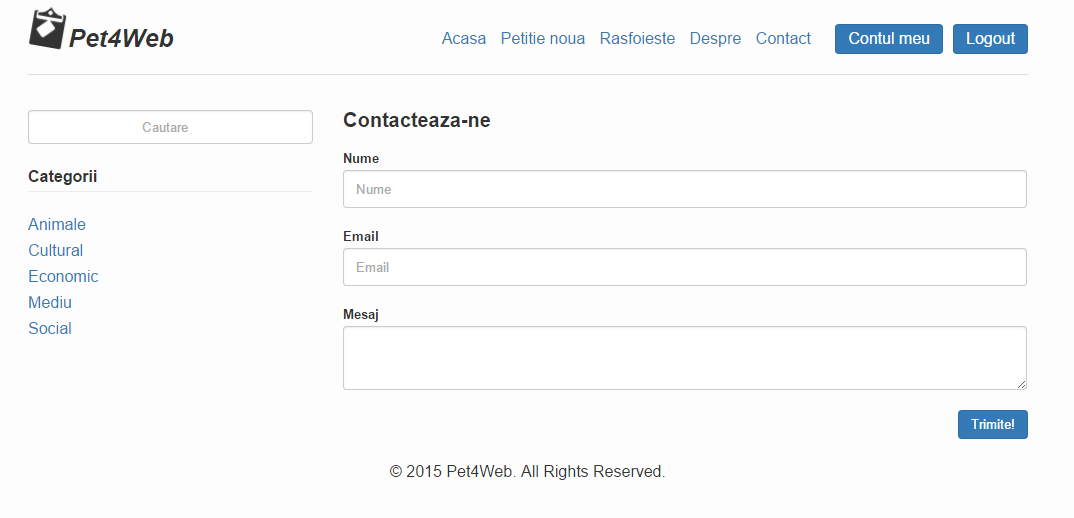 Pet4Web
Acasa Petitie noua Rasfoieste Despre Contact Contul meu Logout
Cautare
Categorii
Animale
Cultural
Economic
Mediu
Social
Contacteaza-ne
Nume
Nume
Email
Email
Mesaj
Trimite!
© 2015 Pet4Web. All Rights Reserved.